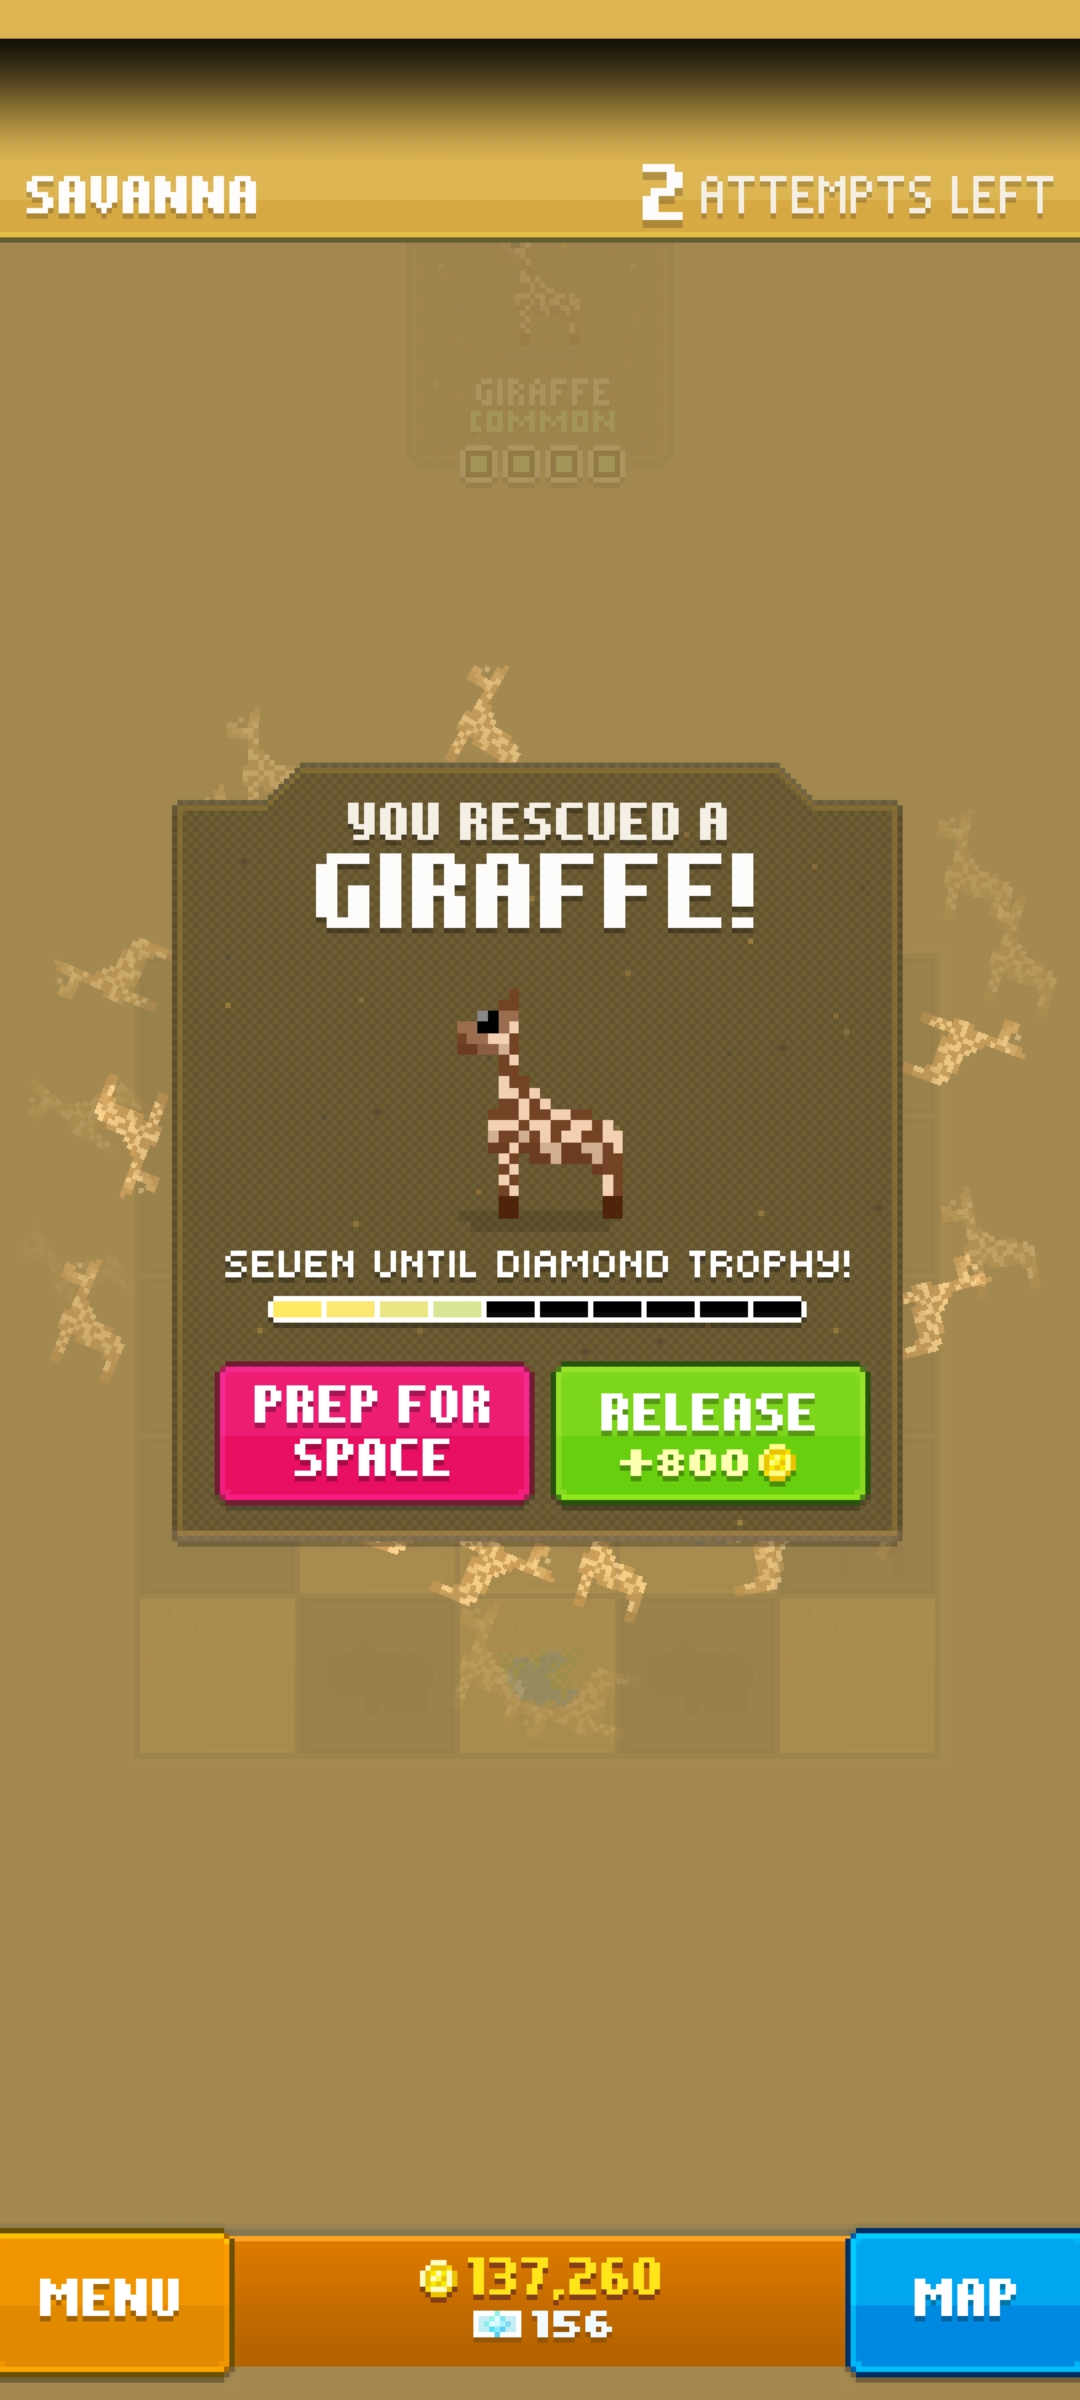 SAVANNA
2 ATTEMPTS LEFT
GIRAFFE
COMMON
YOU RESCUED A
GIRAFFE!
SEVEN UNTIL DIAMOND TROPHY!
PREP FOR
SPACE
RELEASE
+800
MENU
137,260
156
MAP